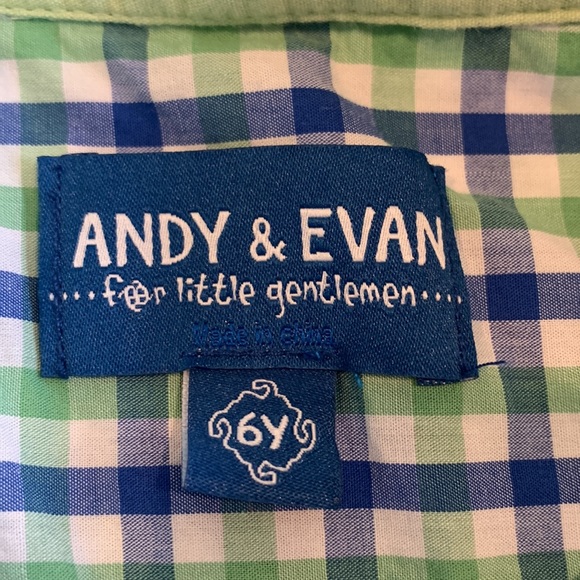 ANDY & EVAN
for little gentlemen
Made in China
6Y